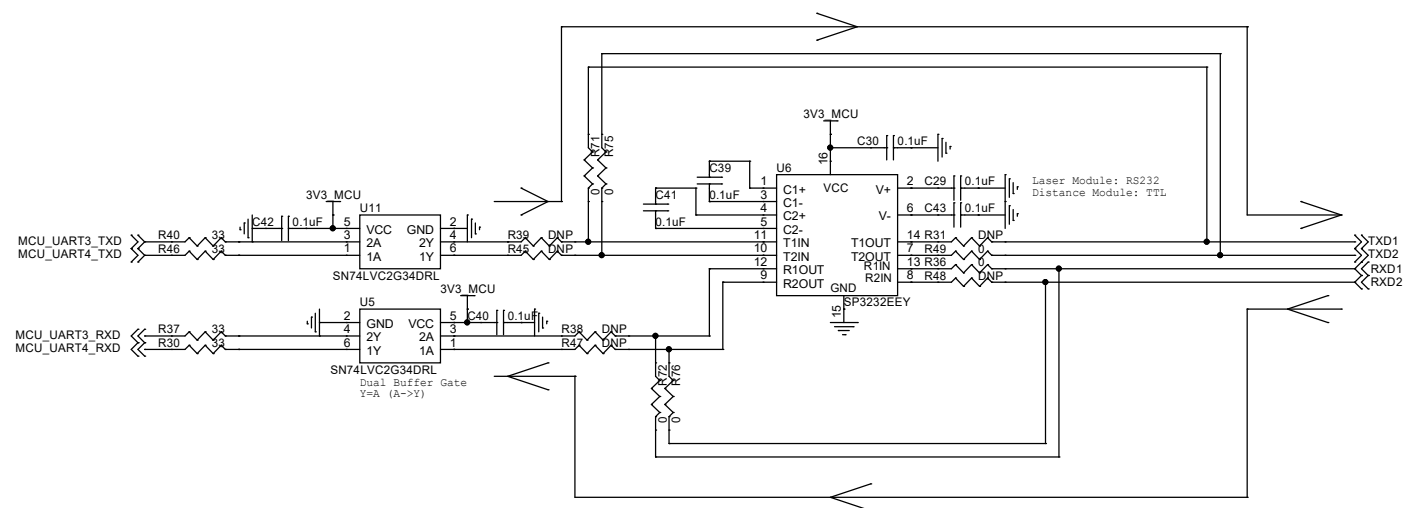 3V3_MCU
C30 0.1uF
16
U6
VCC
R71 0
R75 0
C39
0.1uF
C41
0.1uF
1 C1+
3 C1-
4 C2+
5 C2-
11 T1IN
10 T2IN
12 R1OUT
9 R2OUT
V+ 2 C29 0.1uF
V- 6 C43 0.1uF
T1OUT 14 R31 DNP
T2OUT 7 R49 0
R1IN 13 R36 0
R2IN 8 R48 DNP
GND
15
SP3232EEY
Laser Module: RS232
Distance Module: TTL
TXD1
TXD2
RXD1
RXD2
3V3_MCU
U11
C42 0.1uF
5 VCC GND 2
MCU_UART3_TXD R40 33 3 2A 2Y 4 R39 DNP
MCU_UART4_TXD R46 33 1 1A 1Y 6 R45 DNP
SN74LVC2G34DRL
3V3_MCU
U5
2 GND VCC 5 C40 0.1uF
MCU_UART3_RXD R37 33 4 2Y 2A 3 R38 DNP
MCU_UART4_RXD R30 33 6 1Y 1A 1 R47 DNP
SN74LVC2G34DRL
Dual Buffer Gate
Y=A (A->Y)
R72 0
R76 0